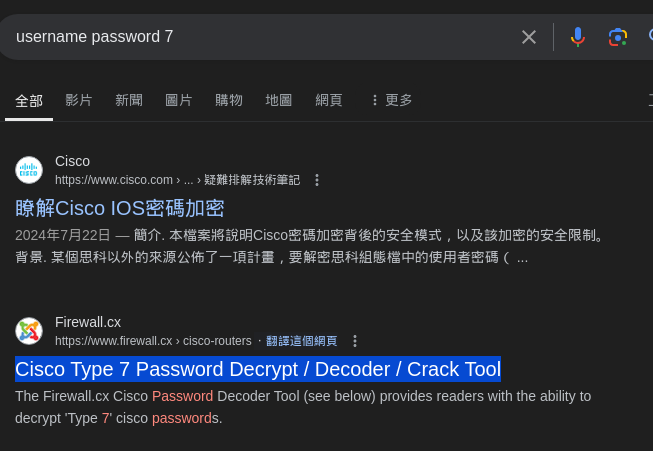 username password 7
全部 影片 新聞 圖片 購物 地圖 網頁 更多
Cisco
https://www.cisco.com › ... › 疑難排解技術筆記
瞭解Cisco IOS密碼加密
2024年7月22日 — 簡介. 本檔案將說明Cisco密碼加密背後的安全模式，以及該加密的安全限制。
背景. 某個思科以外的來源公佈了一項計畫，要解密思科組態檔中的使用者密碼（ ...
Firewall.cx
https://www.firewall.cx › cisco-routers · 翻譯這個網頁
Cisco Type 7 Password Decrypt / Decoder / Crack Tool
The Firewall.cx Cisco Password Decoder Tool (see below) provides readers with the ability to
decrypt 'Type 7' cisco passwords.